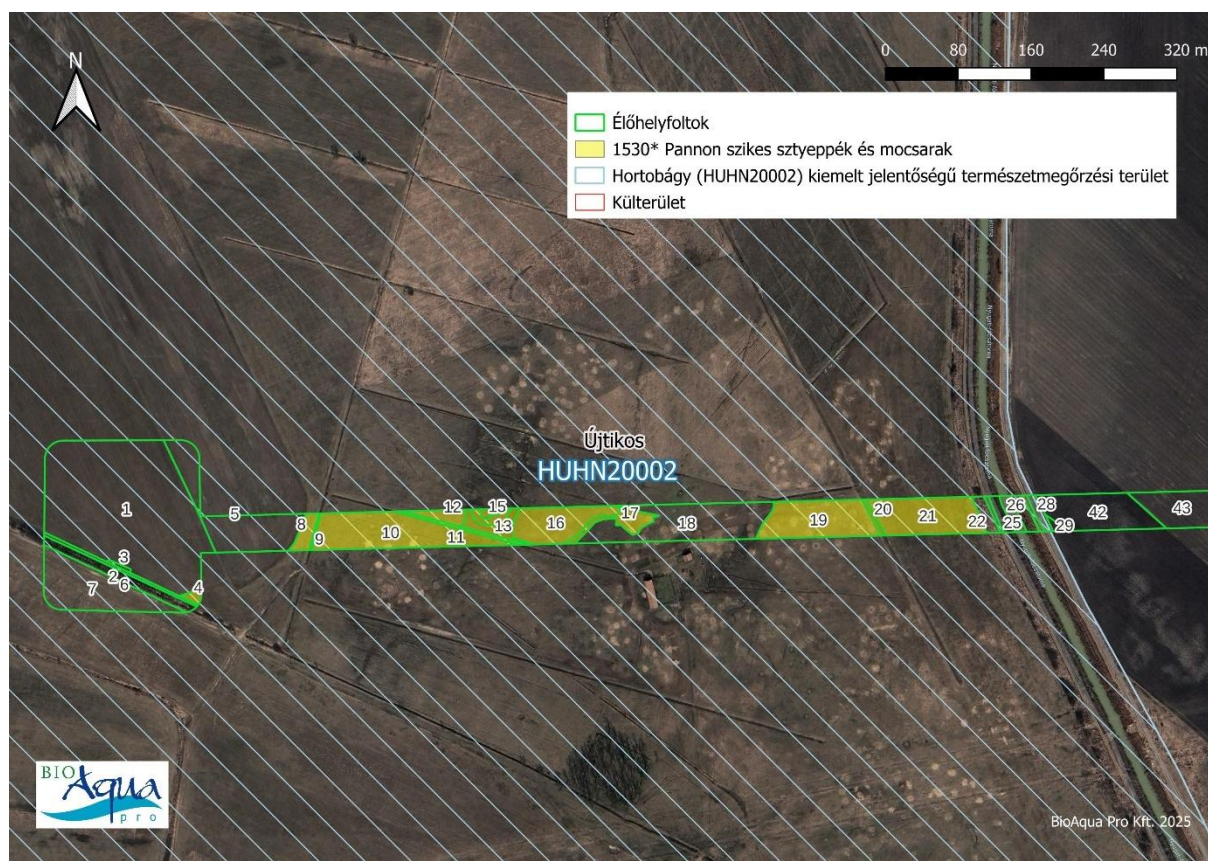 N
0 80 160 240 320 m
Élőhelyfoltok
1530* Pannon szikes sztyeppék és mocsarak
Hortobágy (HUHN20002) kiemelt jelentőségű természetmegőrzési terület
Külterület
Újtikos
HUHN20002
12 15 17 20 26 28
1 5 8 10 13 16 18 19 21 42 43
9 11 22 25 29
3
2
7 6 4
BIO
Aqua
pro
BioAqua Pro Kft. 2025